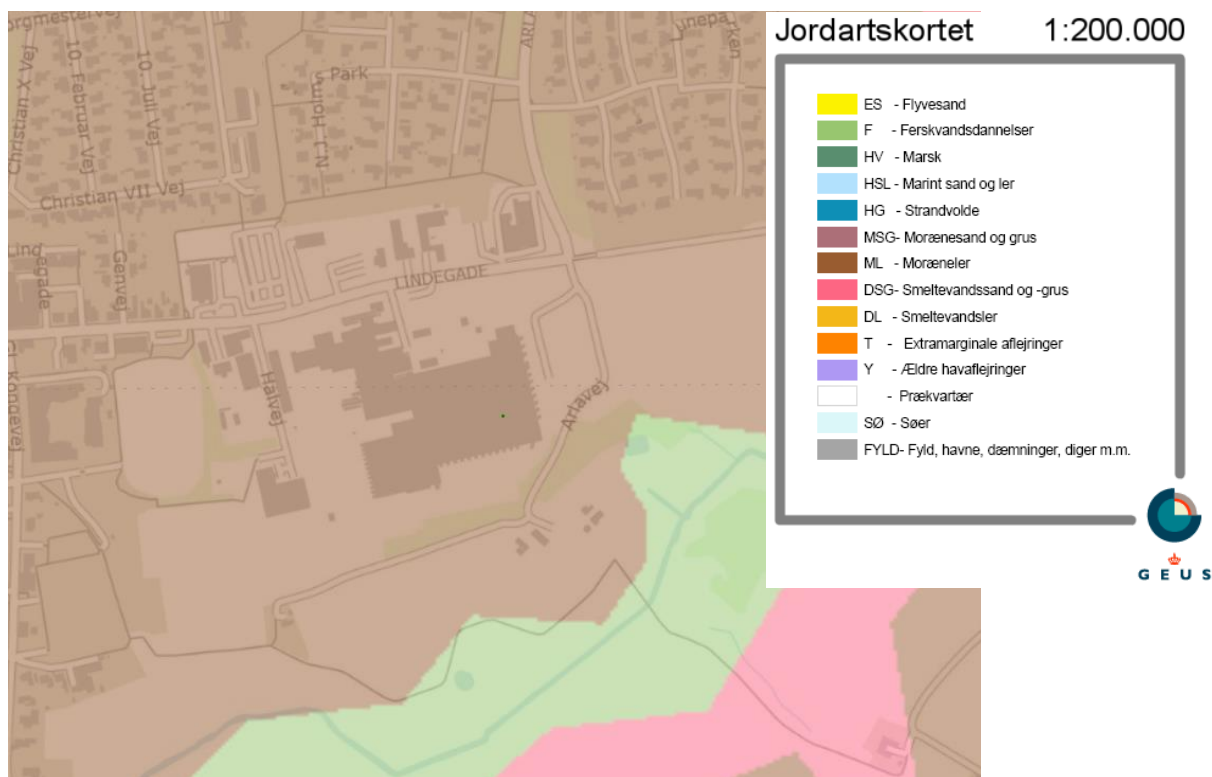 Jordartskortet 1:200.000
ES - Flyvesand
F - Ferskvandsdannelser
HV - Marsk
HSL - Marint sand og ler
HG - Strandvolde
MSG- Morænesand og grus
ML - Moræneler
DSG- Smeltevandssand og -grus
DL - Smeltevandsler
T - Extramarginale aflejringer
Y - Ældre havaflejringer
- Prækvartær
SØ - Søer
FYLD- Fyld, havne, dæmninger, diger m.m.
GEUS
Christian X Vej
10. Februar Vej
10. Juli Vej
Park
C.N. Holms
Christian VII Vej
Genvej
LINDEGADE
Halvej
Arlavej